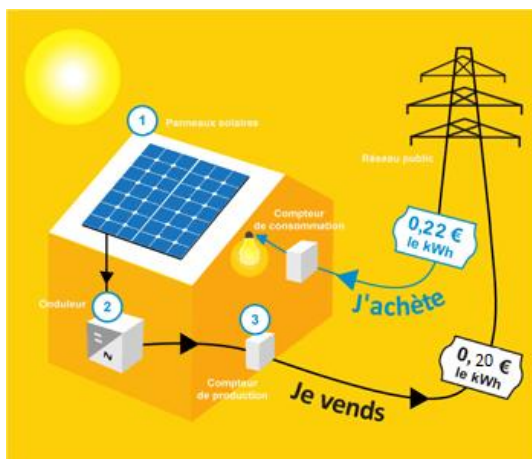 1
Panneaux solaires
Réseau public
Compteur
de consommation
0,22 €
le kWh
J'achète
Onduleur
2
3
Compteur
de production
Je vends
0,20 €
le kWh